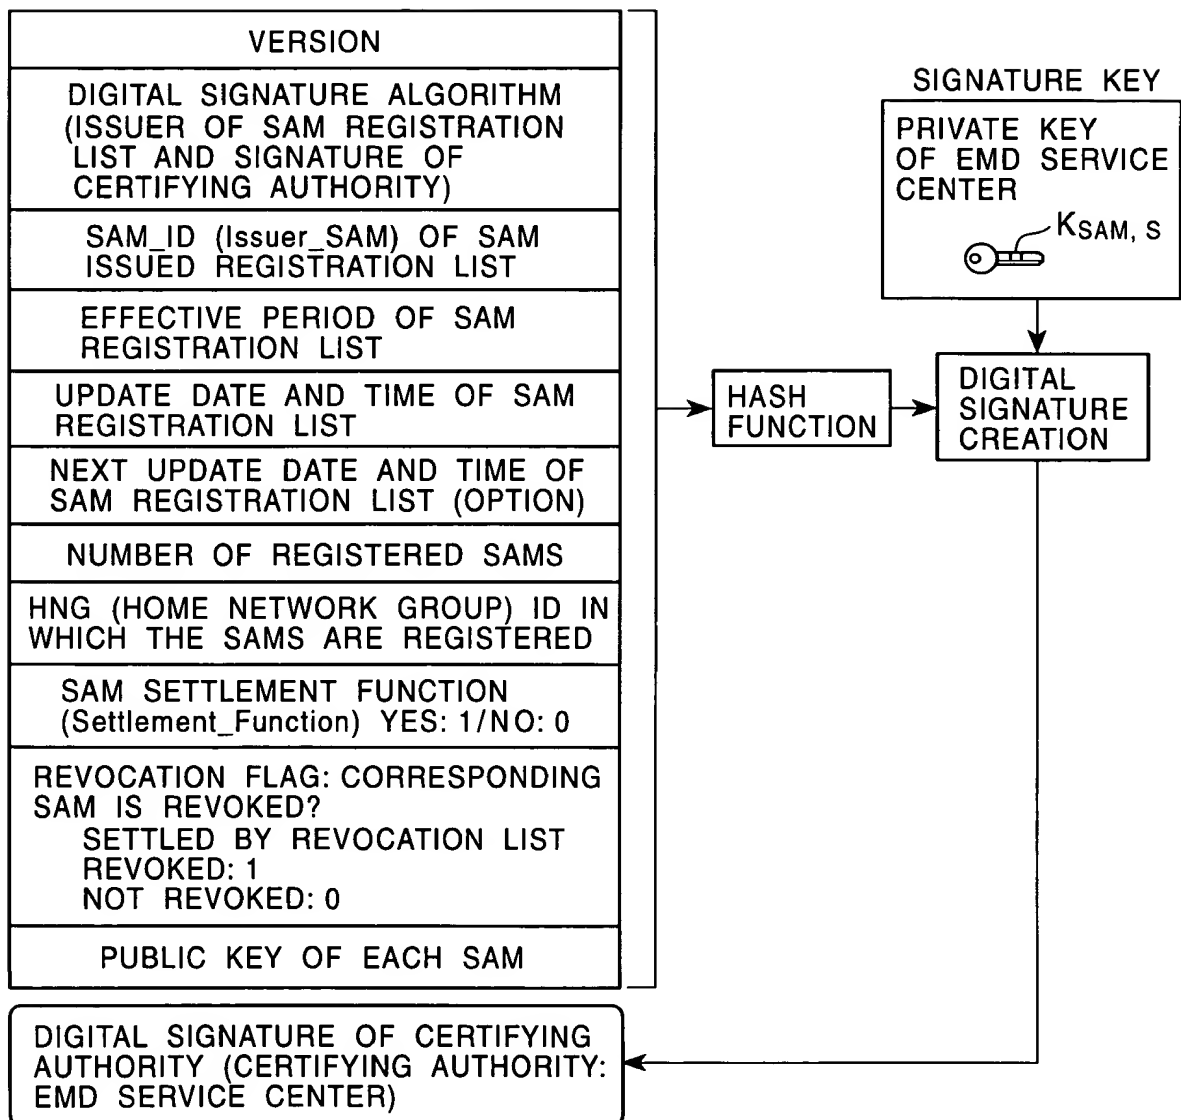 VERSION
DIGITAL SIGNATURE ALGORITHM
(ISSUER OF SAM REGISTRATION
LIST AND SIGNATURE OF
CERTIFYING AUTHORITY)
SAM_ID (Issuer_SAM) OF SAM
ISSUED REGISTRATION LIST
EFFECTIVE PERIOD OF SAM
REGISTRATION LIST
UPDATE DATE AND TIME OF SAM
REGISTRATION LIST
NEXT UPDATE DATE AND TIME OF
SAM REGISTRATION LIST (OPTION)
NUMBER OF REGISTERED SAMS
HNG (HOME NETWORK GROUP) ID IN
WHICH THE SAMS ARE REGISTERED
SAM SETTLEMENT FUNCTION
(Settlement_Function) YES: 1/NO: 0
REVOCATION FLAG: CORRESPONDING
SAM IS REVOKED?
SETTLED BY REVOCATION LIST
REVOKED: 1
NOT REVOKED: 0
PUBLIC KEY OF EACH SAM
DIGITAL SIGNATURE OF CERTIFYING
AUTHORITY (CERTIFYING AUTHORITY:
EMD SERVICE CENTER)
HASH
FUNCTION
SIGNATURE KEY
PRIVATE KEY
OF EMD SERVICE
CENTER
KSAM, S
DIGITAL
SIGNATURE
CREATION